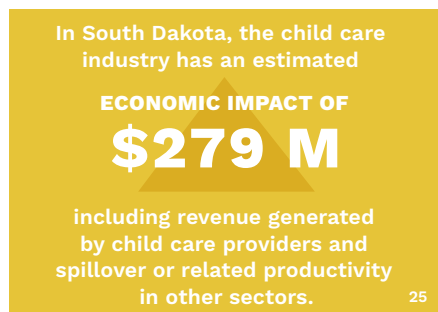 In South Dakota, the child care
industry has an estimated
ECONOMIC IMPACT OF
$279 M
including revenue generated
by child care providers and
spillover or related productivity
in other sectors.
25